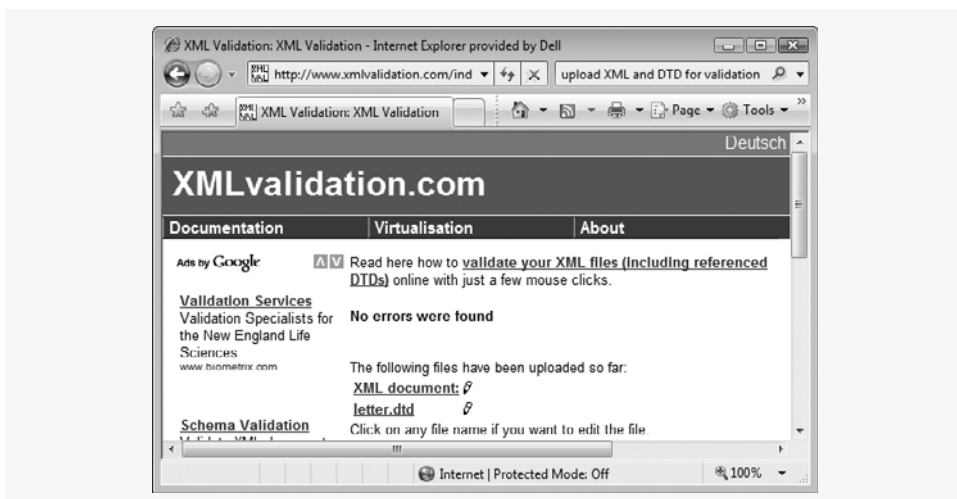 XML Validation: XML Validation - Internet Explorer provided by Dell
http://www.xmlvalidation.com/ind
upload XML and DTD for validation
XML Validation: XML Validation
Page
Tools
Deutsch
XMLvalidation.com
Documentation
Virtualisation
About
Ads by Google
Validation Services
Validation Specialists for
the New England Life
Sciences
www.biometrix.com
Schema Validation
Read here how to validate your XML files (including referenced
DTDs) online with just a few mouse clicks.
No errors were found
The following files have been uploaded so far:
XML document:
letter.dtd
Click on any file name if you want to edit the file.
Internet | Protected Mode: Off
100%